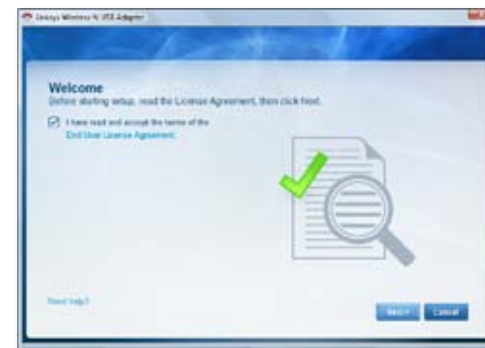 Linksys Wireless-N USB Adapter
Welcome
Before starting setup, read the License Agreement, then click Next.
I have read and accept the terms of the
End User License Agreement.
Need help?
Next
Cancel